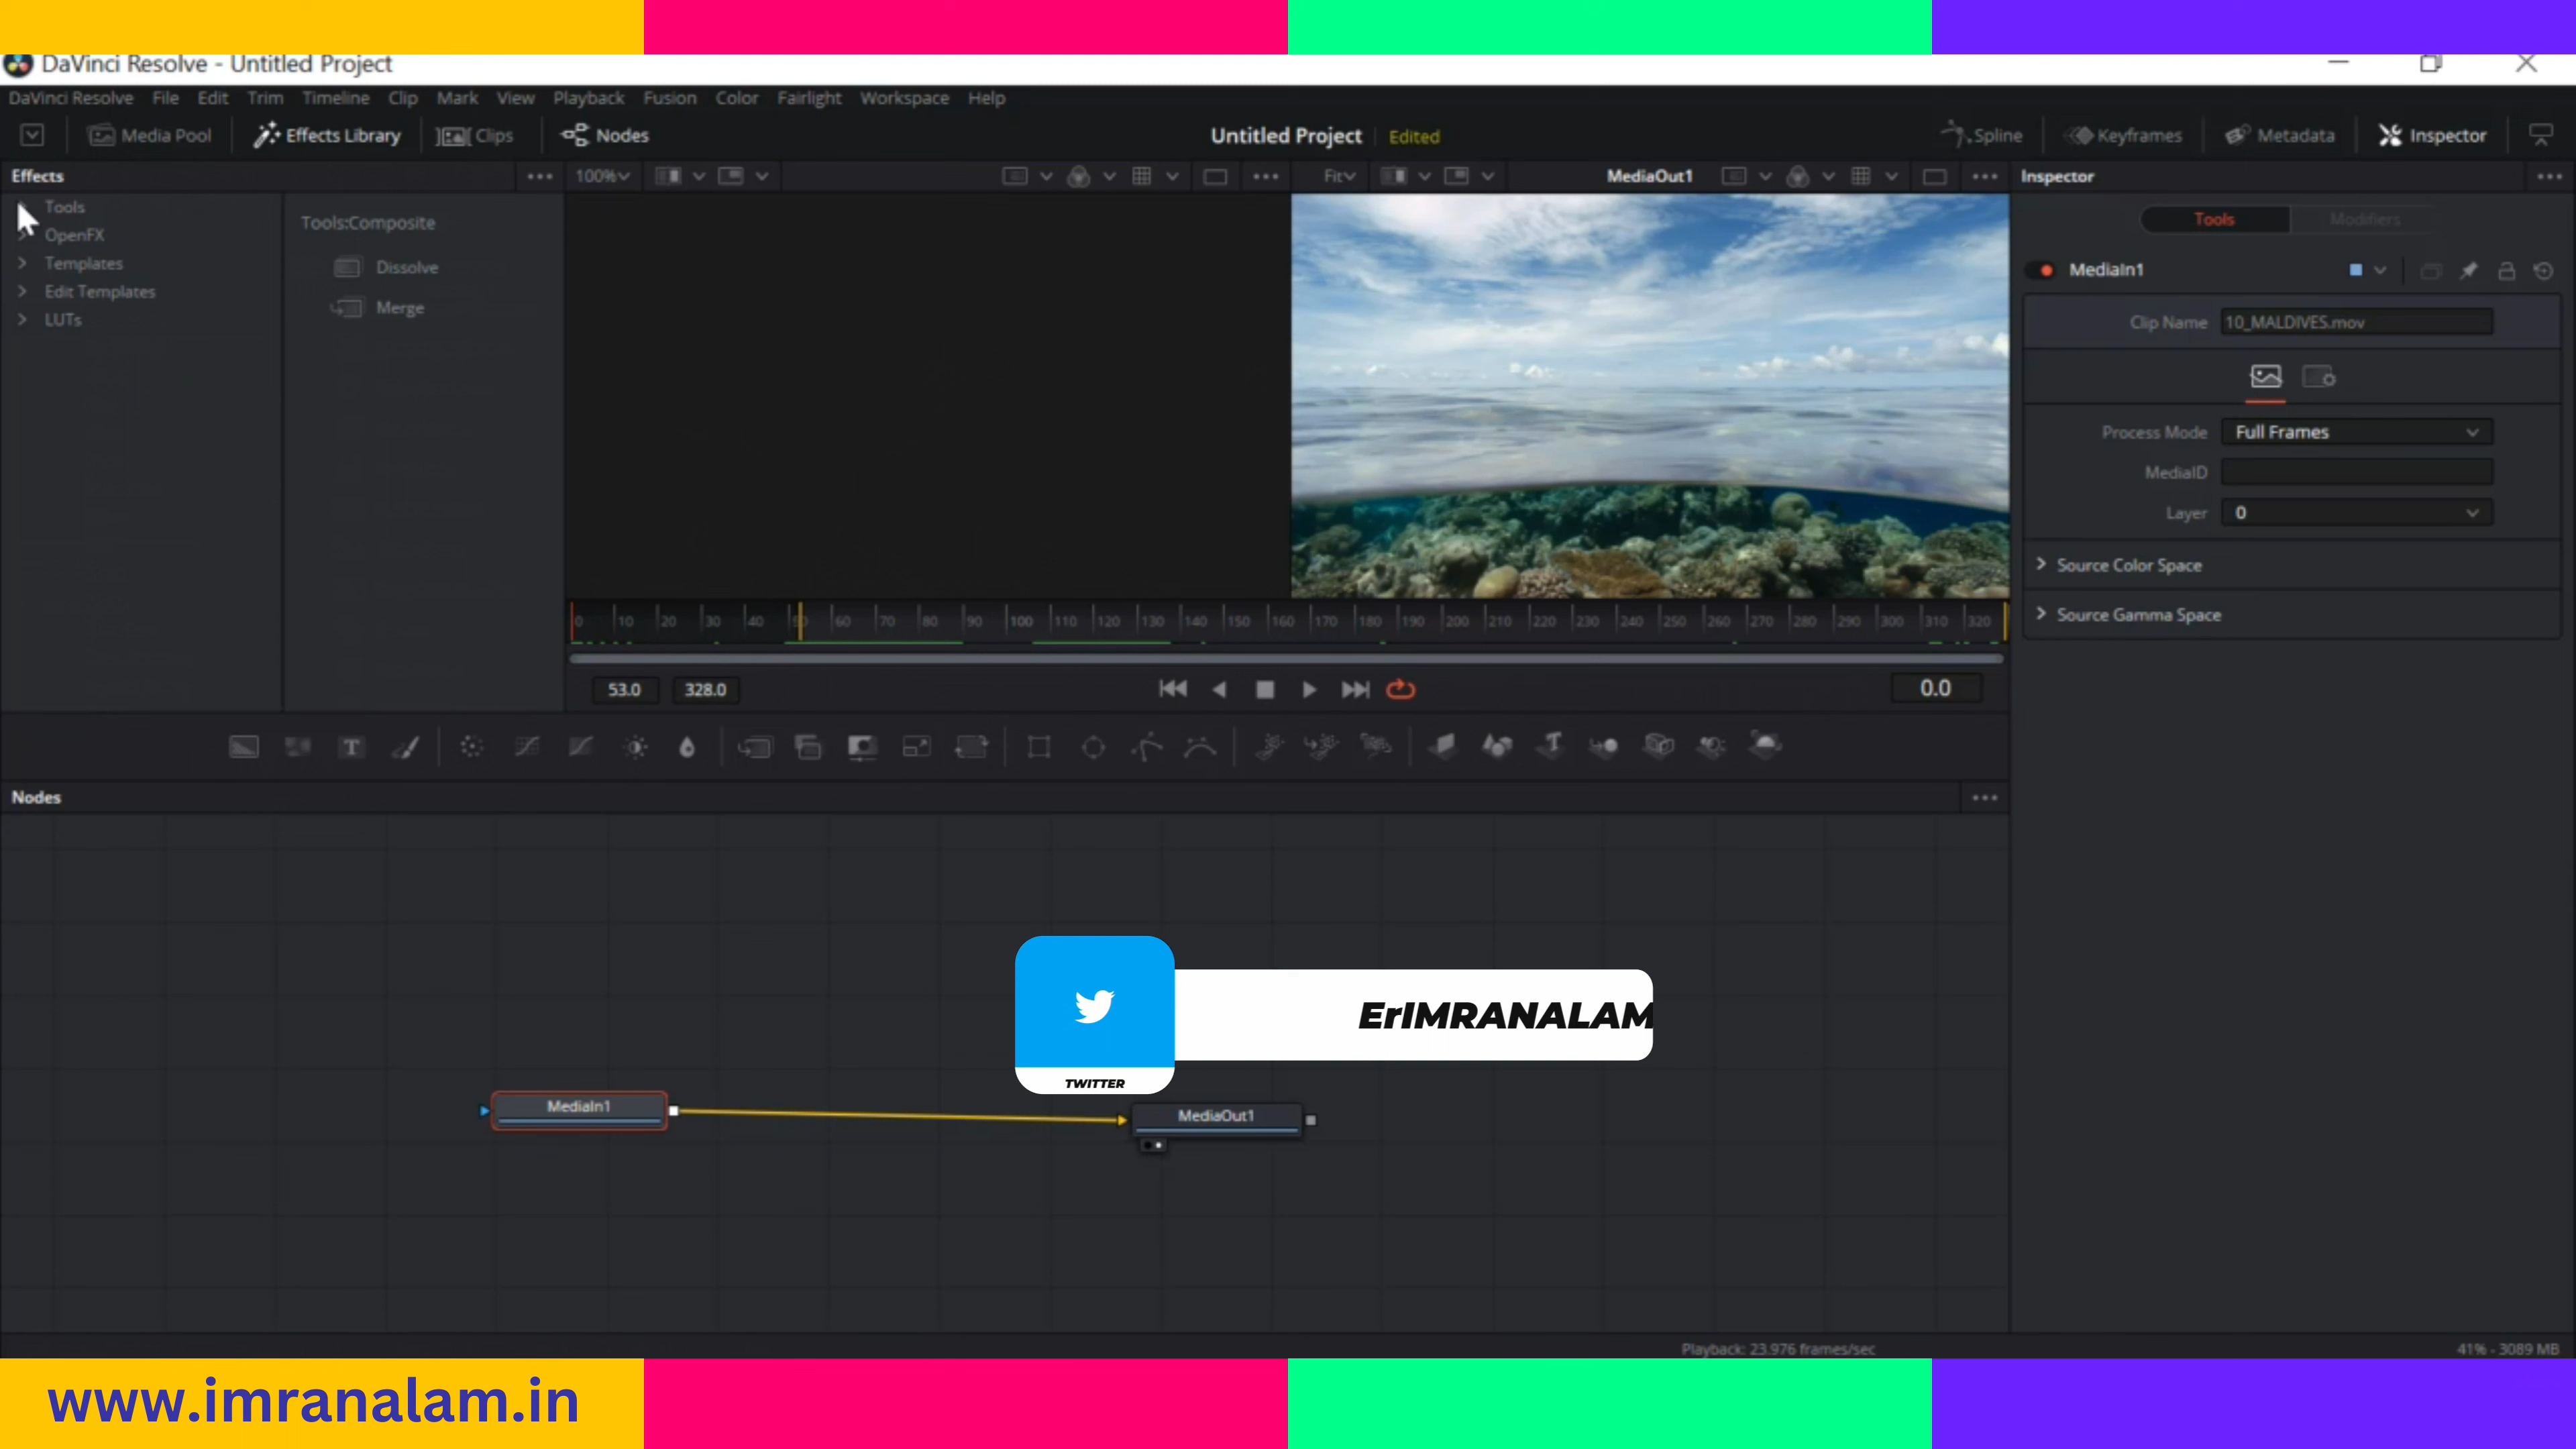 DaVinci Resolve - Untitled Project
DaVinci Resolve File Edit Trim Timeline Clip Mark View Playback Fusion Color Fairlight Workspace Help
Media Pool Effects Library Clips Nodes Untitled Project Edited Spline Keyframes Metadata Inspector
Effects 100% Fit MediaOut1 Inspector
Tools
OpenFX
Templates
Edit Templates
LUTs
Tools:Composite
Dissolve
Merge
Tools Modifiers
MediaIn1
Clip Name 10_MALDIVES.mov
Process Mode Full Frames
MediaID
Layer 0
Source Color Space
Source Gamma Space
0 10 20 30 40 60 70 80 90 100 110 120 130 140 150 160 170 180 190 200 210 220 230 240 250 260 270 280 290 300 310 320
53.0 328.0 0.0
Nodes
ErIMRANALAM
TWITTER
MediaIn1
MediaOut1
Playback: 23.976 frames/sec 41% - 3089 MB
www.imranalam.in